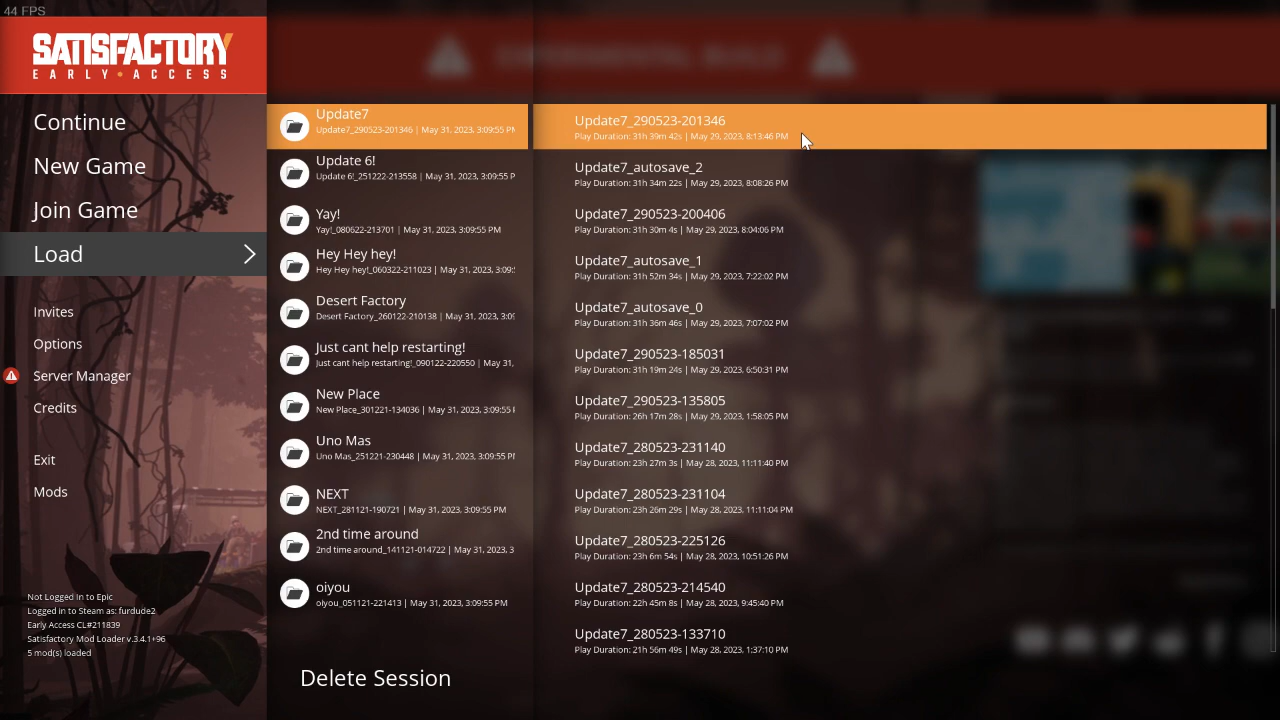 44 FPS
SATISFACTORY
EARLY ACCESS
Continue
New Game
Join Game
Load
Invites
Options
Server Manager
Credits
Exit
Mods
Not Logged In to Epic
Logged in to Steam as: furdude2
Early Access CL#211839
Satisfactory Mod Loader v.3.4.1+96
5 mod(s) loaded
Update7
Update7_290523-201346 | May 31, 2023, 3:09:55 PM
Update 6!
Update 6!_251222-213558 | May 31, 2023, 3:09:55 P
Yay!
Yay!_080622-213701 | May 31, 2023, 3:09:55 PM
Hey Hey hey!
Hey Hey hey!_060322-211023 | May 31, 2023, 3:09:
Desert Factory
Desert Factory_260122-210138 | May 31, 2023, 3:09
Just cant help restarting!
Just cant help restarting!_090122-220550 | May 31,
New Place
New Place_301221-134036 | May 31, 2023, 3:09:55 
Uno Mas
Uno Mas_251221-230448 | May 31, 2023, 3:09:55 PM
NEXT
NEXT_281121-190721 | May 31, 2023, 3:09:55 PM
2nd time around
2nd time around_141121-014722 | May 31, 2023, 3
oiyou
oiyou_051121-221413 | May 31, 2023, 3:09:55 PM
Delete Session
Update7_290523-201346
Play Duration: 31h 39m 42s | May 29, 2023, 8:13:46 PM
Update7_autosave_2
Play Duration: 31h 34m 22s | May 29, 2023, 8:08:26 PM
Update7_290523-200406
Play Duration: 31h 30m 4s | May 29, 2023, 8:04:06 PM
Update7_autosave_1
Play Duration: 31h 52m 34s | May 29, 2023, 7:22:02 PM
Update7_autosave_0
Play Duration: 31h 36m 46s | May 29, 2023, 7:07:02 PM
Update7_290523-185031
Play Duration: 31h 19m 24s | May 29, 2023, 6:50:31 PM
Update7_290523-135805
Play Duration: 26h 17m 28s | May 29, 2023, 1:58:05 PM
Update7_280523-231140
Play Duration: 23h 27m 3s | May 28, 2023, 11:11:40 PM
Update7_280523-231104
Play Duration: 23h 26m 29s | May 28, 2023, 11:11:04 PM
Update7_280523-225126
Play Duration: 23h 6m 54s | May 28, 2023, 10:51:26 PM
Update7_280523-214540
Play Duration: 22h 45m 8s | May 28, 2023, 9:45:40 PM
Update7_280523-133710
Play Duration: 21h 56m 49s | May 28, 2023, 1:37:10 PM